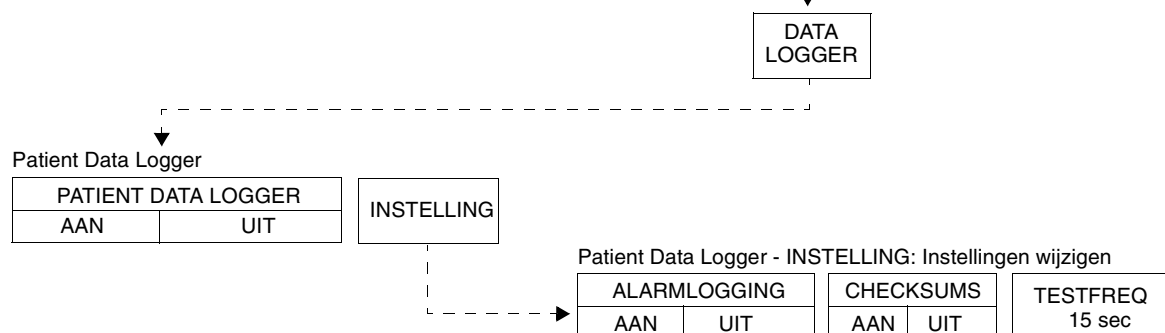 DATA
LOGGER
Patient Data Logger
PATIENT DATA LOGGER
AAN UIT
INSTELLING
Patient Data Logger - INSTELLING: Instellingen wijzigen
ALARMLOGGING
AAN UIT
CHECKSUMS
AAN UIT
TESTFREQ
15 sec